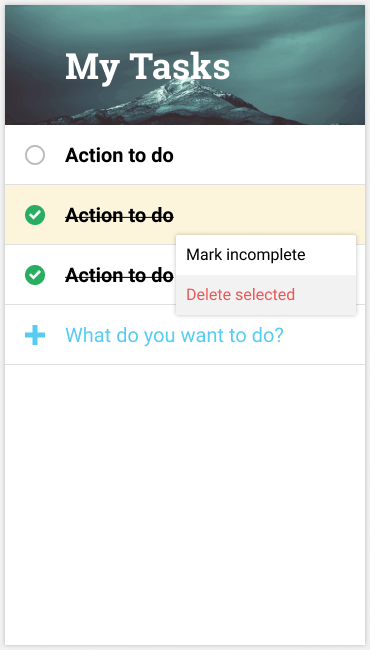 My Tasks
Action to do
Action to do
Action to do
Mark incomplete
Delete selected
What do you want to do?